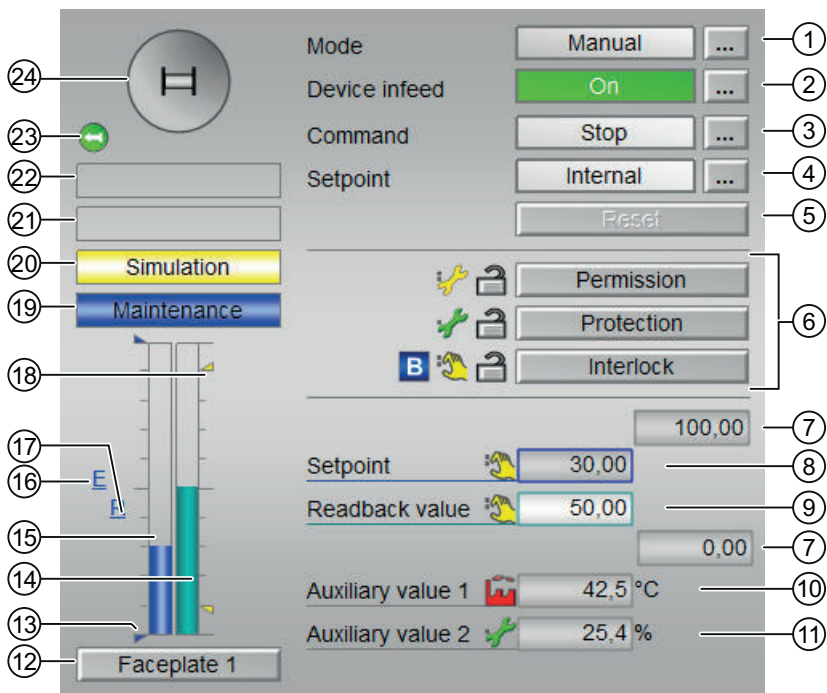 Mode Manual ... 1
24
Device infeed On ... 2
23
Command Stop ... 3
22
Setpoint Internal ... 4
21
Reset 5
20 Simulation
Permission
19 Maintenance
Protection 6
B Interlock
18
100,00 7
17
16 E
Setpoint 30,00 8
R
Readback value 50,00 9
15
0,00 7
14
Auxiliary value 1 42,5 °C 10
13
Auxiliary value 2 25,4 % 11
12 Faceplate 1